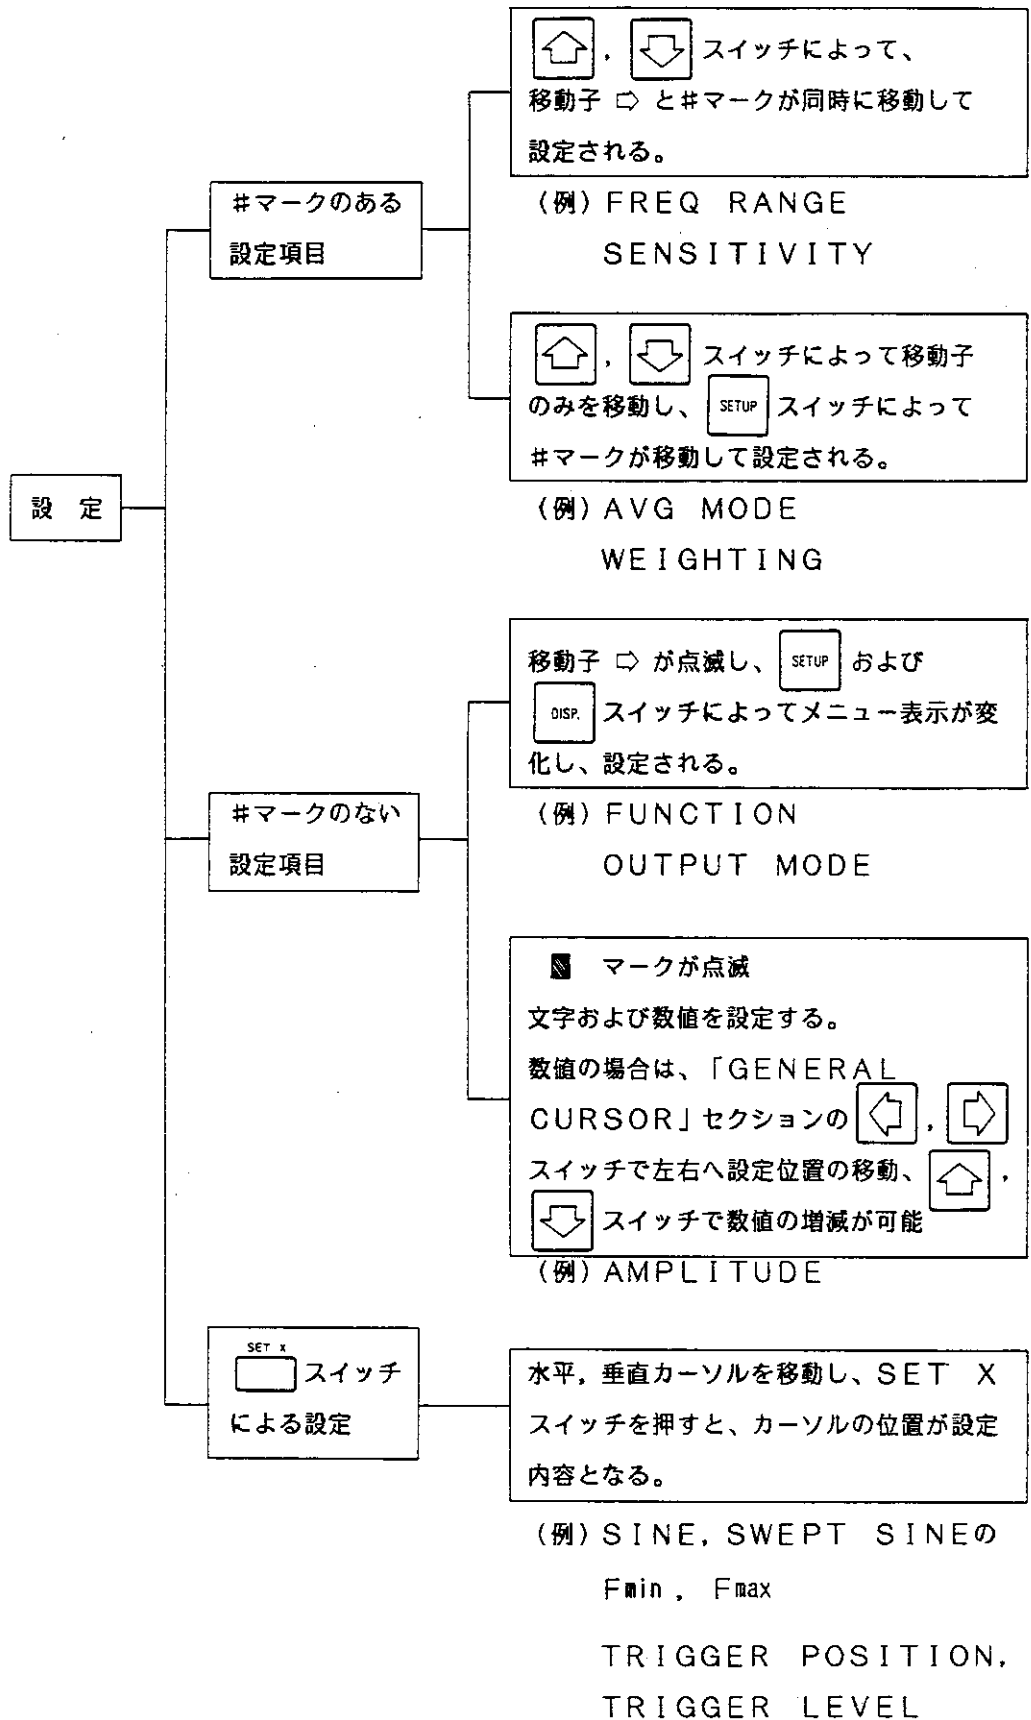 ⇧, ⇩ スイッチによって、
移動子 ⇨ と#マークが同時に移動して
設定される。
(例) FREQ RANGE
SENSITIVITY
#マークのある
設定項目
⇧, ⇩ スイッチによって移動子
のみを移動し、 SETUP スイッチによって
#マークが移動して設定される。
(例) AVG MODE
WEIGHTING
設 定
移動子 ⇨ が点滅し、 SETUP および
DISP. スイッチによってメニュー表示が変
化し、設定される。
(例) FUNCTION
OUTPUT MODE
#マークのない
設定項目
マークが点滅
文字および数値を設定する。
数値の場合は、「GENERAL
CURSOR」セクションの ⇦, ⇨
スイッチで左右へ設定位置の移動、 ⇧,
⇩ スイッチで数値の増減が可能
(例) AMPLITUDE
SET X
スイッチ
による設定
水平, 垂直カーソルを移動し、SET X
スイッチを押すと、カーソルの位置が設定
内容となる。
(例) SINE, SWEPT SINEの
Fmin, Fmax
TRIGGER POSITION,
TRIGGER LEVEL